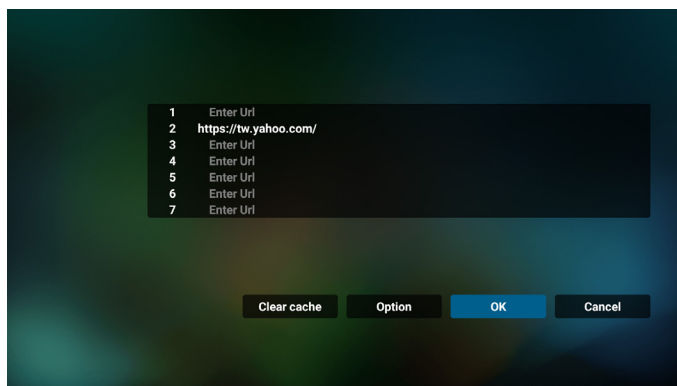 1 Enter Url
2 https://tw.yahoo.com/
3 Enter Url
4 Enter Url
5 Enter Url
6 Enter Url
7 Enter Url
Clear cache Option OK Cancel